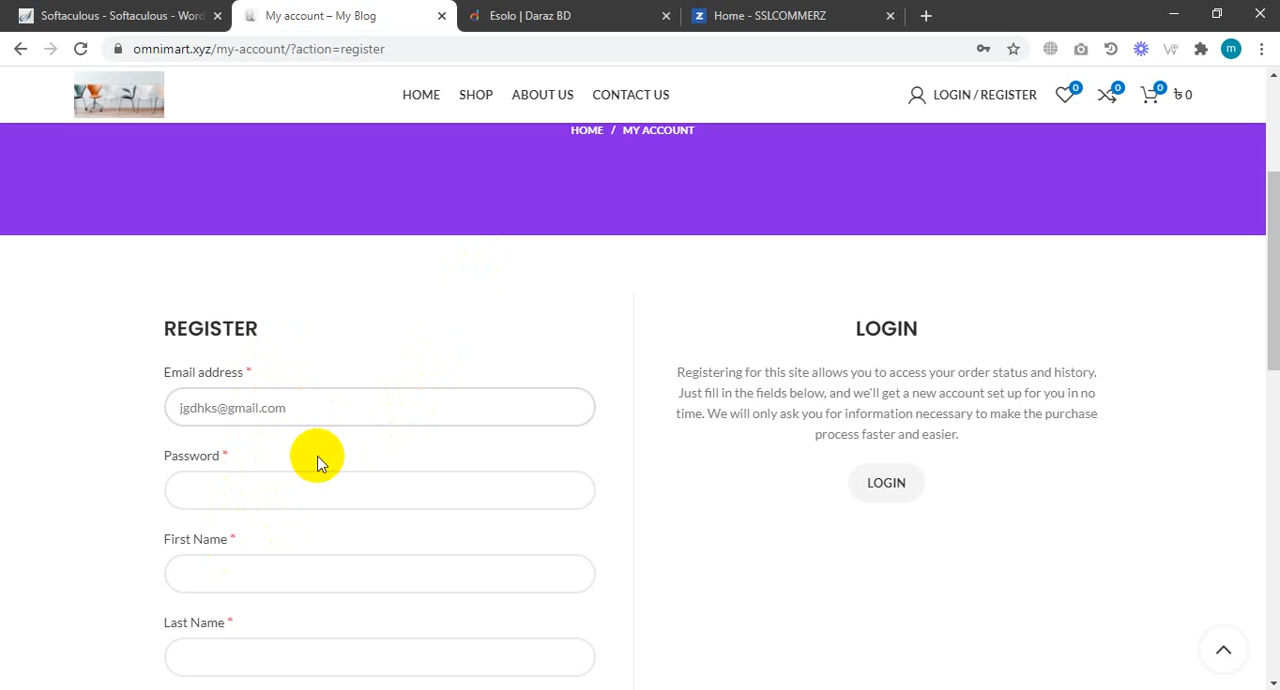 Softaculous - Softaculous - Word
My account – My Blog
Esolo | Daraz BD
Home - SSLCOMMERZ
omnimart.xyz/my-account/?action=register
m
HOME SHOP ABOUT US CONTACT US
LOGIN / REGISTER 0 0 0 ৳ 0
HOME / MY ACCOUNT
REGISTER
Email address *
jgdhks@gmail.com
Password *
First Name *
Last Name *
LOGIN
Registering for this site allows you to access your order status and history.
Just fill in the fields below, and we'll get a new account set up for you in no
time. We will only ask you for information necessary to make the purchase
process faster and easier.
LOGIN